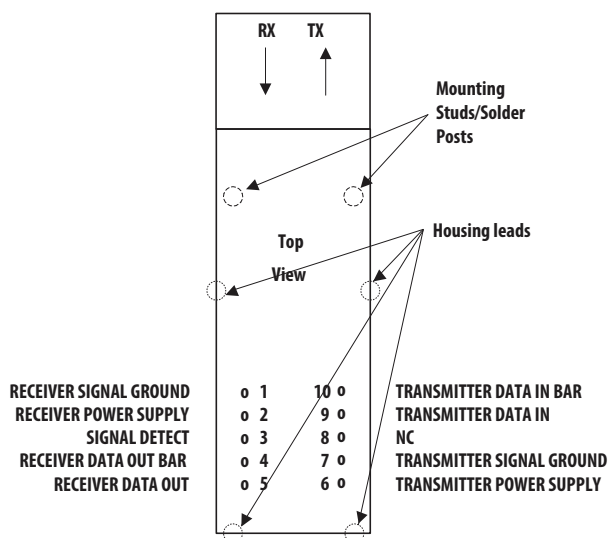 RX TX
Mounting
Studs/Solder
Posts
Top
View
Housing leads
RECEIVER SIGNAL GROUND o 1 10 o TRANSMITTER DATA IN BAR
RECEIVER POWER SUPPLY o 2 9 o TRANSMITTER DATA IN
SIGNAL DETECT o 3 8 o NC
RECEIVER DATA OUT BAR o 4 7 o TRANSMITTER SIGNAL GROUND
RECEIVER DATA OUT o 5 6 o TRANSMITTER POWER SUPPLY